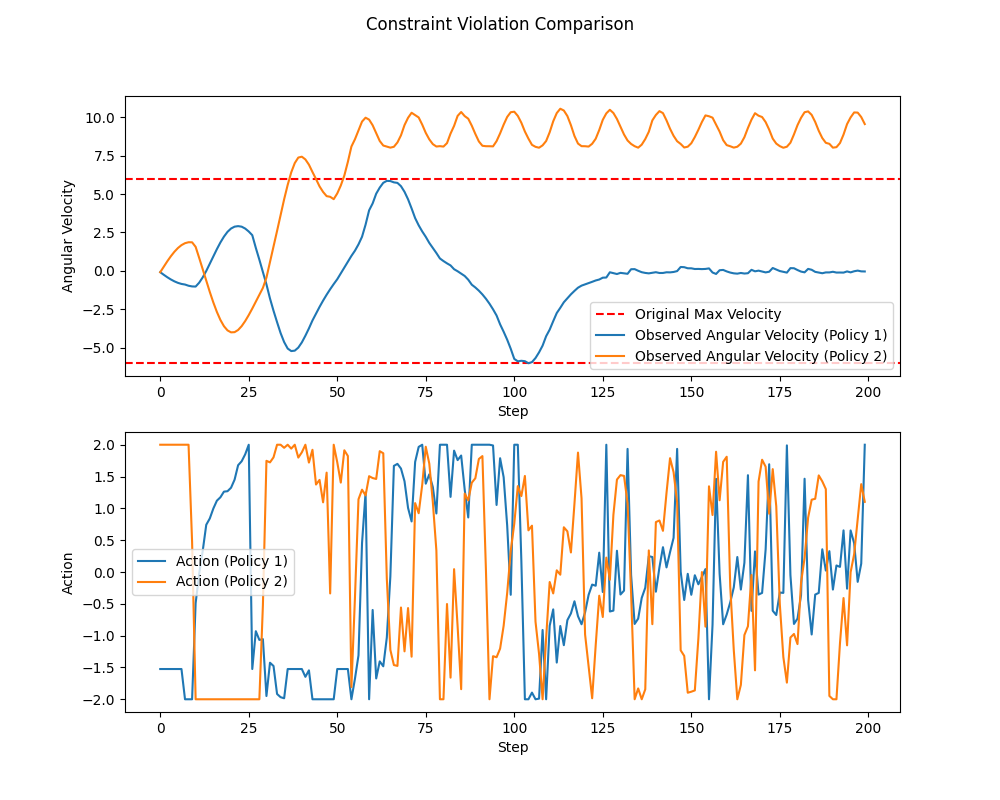 Constraint Violation Comparison
10.0
7.5
5.0
2.5
0.0
−2.5
−5.0
Angular Velocity
Original Max Velocity
Observed Angular Velocity (Policy 1)
Observed Angular Velocity (Policy 2)
0 25 50 75 100 125 150 175 200
Step
2.0
1.5
1.0
0.5
0.0
−0.5
−1.0
−1.5
−2.0
Action
Action (Policy 1)
Action (Policy 2)
0 25 50 75 100 125 150 175 200
Step